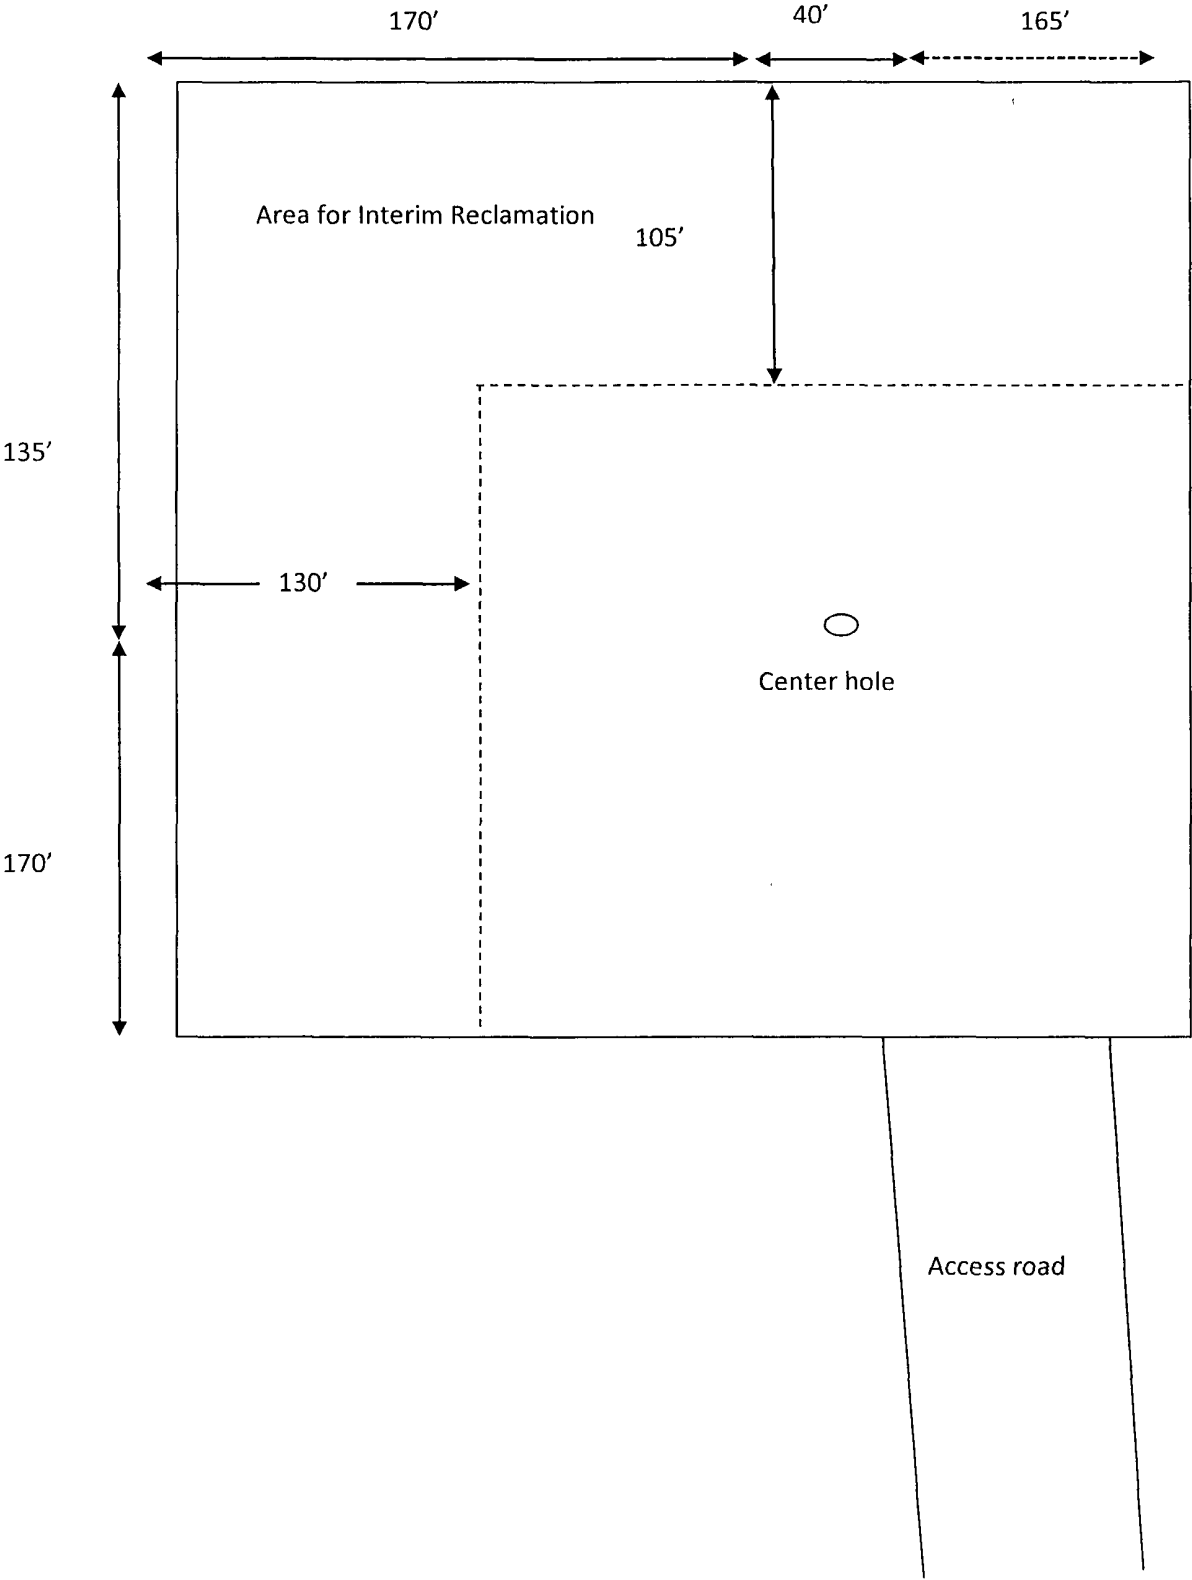 170′
40′
165′
Area for Interim Reclamation
105′
135′
130′
Center hole
170′
Access road